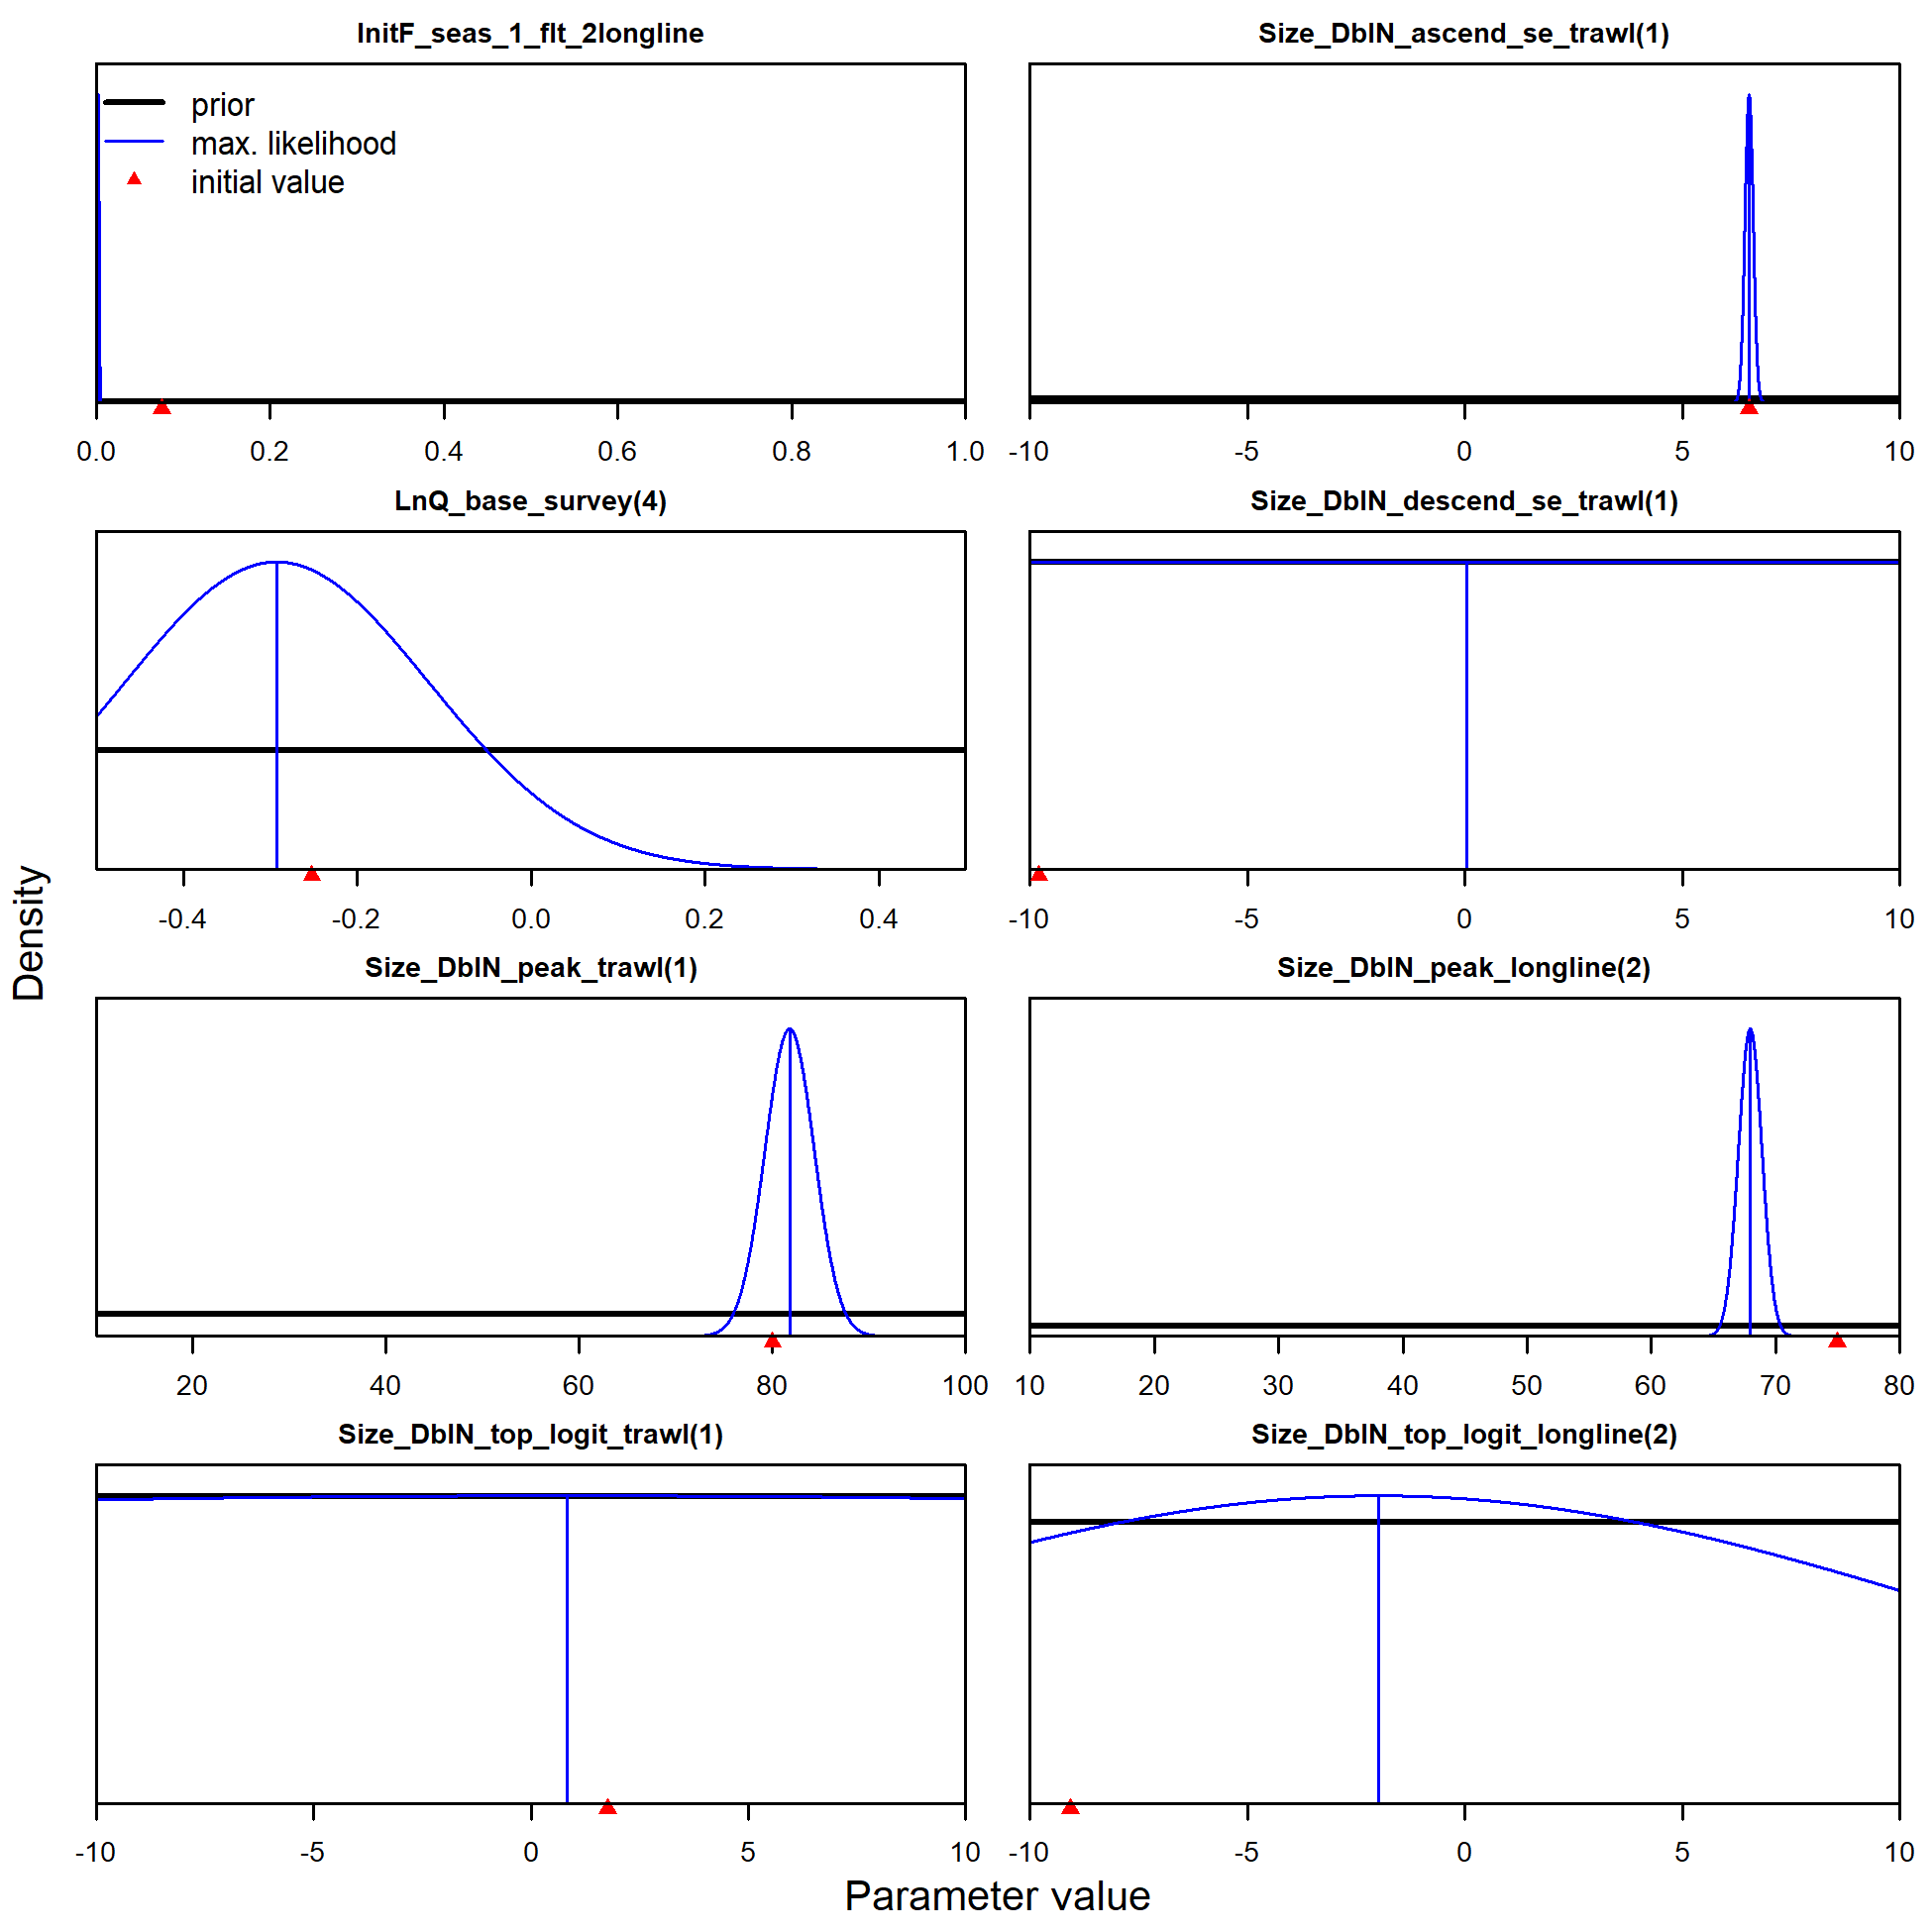 InitF_seas_1_flt_2longline
prior
max. likelihood
initial value
0.0 0.2 0.4 0.6 0.8 1.0
Size_DblN_ascend_se_trawl(1)
-10 -5 0 5 10
LnQ_base_survey(4)
-0.4 -0.2 0.0 0.2 0.4
Size_DblN_descend_se_trawl(1)
-10 -5 0 5 10
Size_DblN_peak_trawl(1)
20 40 60 80 100
Size_DblN_peak_longline(2)
10 20 30 40 50 60 70 80
Size_DblN_top_logit_trawl(1)
-10 -5 0 5 10
Size_DblN_top_logit_longline(2)
-10 -5 0 5 10
Density
Parameter value